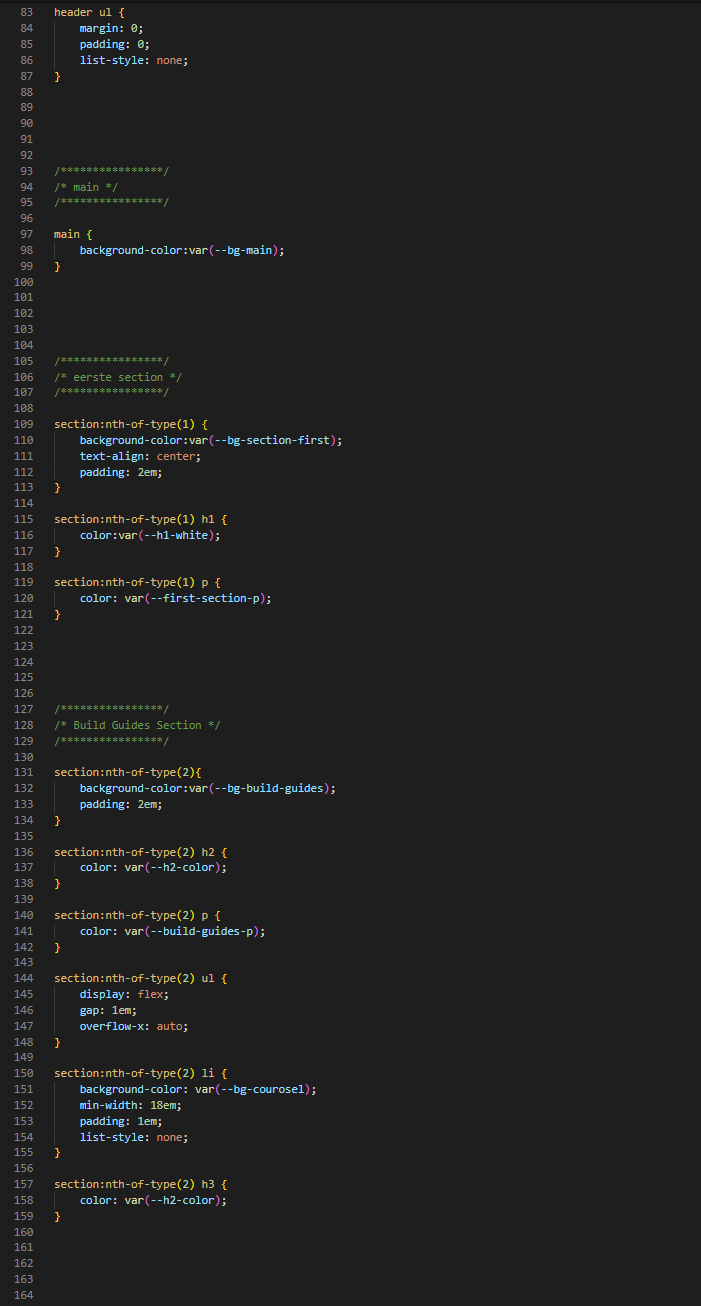 83 header ul {
84 margin: 0;
85 padding: 0;
86 list-style: none;
87 }
88
89
90
91
92
93 /****************/
94 /* main */
95 /****************/
96
97 main {
98 background-color:var(--bg-main);
99 }
100
101
102
103
104
105 /****************/
106 /* eerste section */
107 /****************/
108
109 section:nth-of-type(1) {
110 background-color:var(--bg-section-first);
111 text-align: center;
112 padding: 2em;
113 }
114
115 section:nth-of-type(1) h1 {
116 color:var(--h1-white);
117 }
118
119 section:nth-of-type(1) p {
120 color: var(--first-section-p);
121 }
122
123
124
125
126
127 /****************/
128 /* Build Guides Section */
129 /****************/
130
131 section:nth-of-type(2){
132 background-color:var(--bg-build-guides);
133 padding: 2em;
134 }
135
136 section:nth-of-type(2) h2 {
137 color: var(--h2-color);
138 }
139
140 section:nth-of-type(2) p {
141 color: var(--build-guides-p);
142 }
143
144 section:nth-of-type(2) ul {
145 display: flex;
146 gap: 1em;
147 overflow-x: auto;
148 }
149
150 section:nth-of-type(2) li {
151 background-color: var(--bg-courosel);
152 min-width: 18em;
153 padding: 1em;
154 list-style: none;
155 }
156
157 section:nth-of-type(2) h3 {
158 color: var(--h2-color);
159 }
160
161
162
163
164